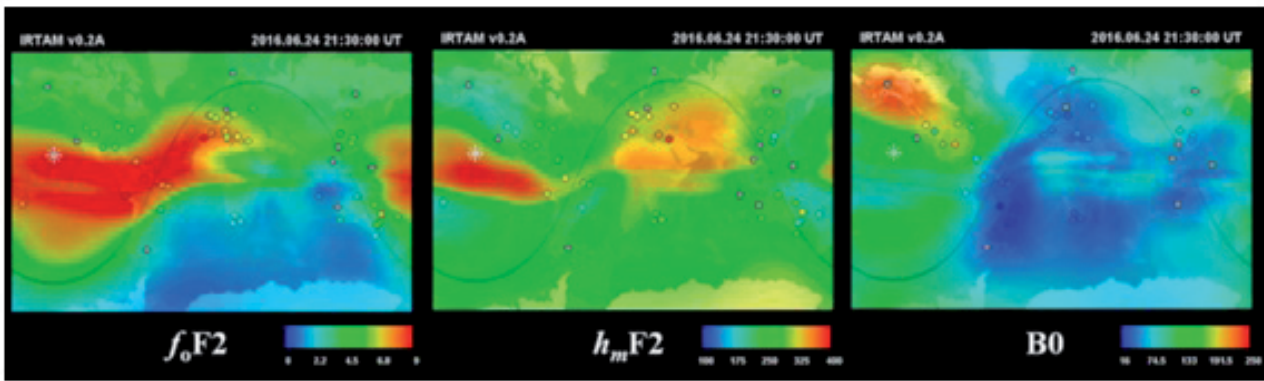 IRTAM v0.2A 2016.06.24 21:30:00 UT
IRTAM v0.2A 2016.06.24 21:30:00 UT
IRTAM v0.2A 2016.06.24 21:30:00 UT
foF2
0 2.2 4.5 6.8 9
hmF2
100 175 250 325 400
B0
16 74.5 133 191.5 250